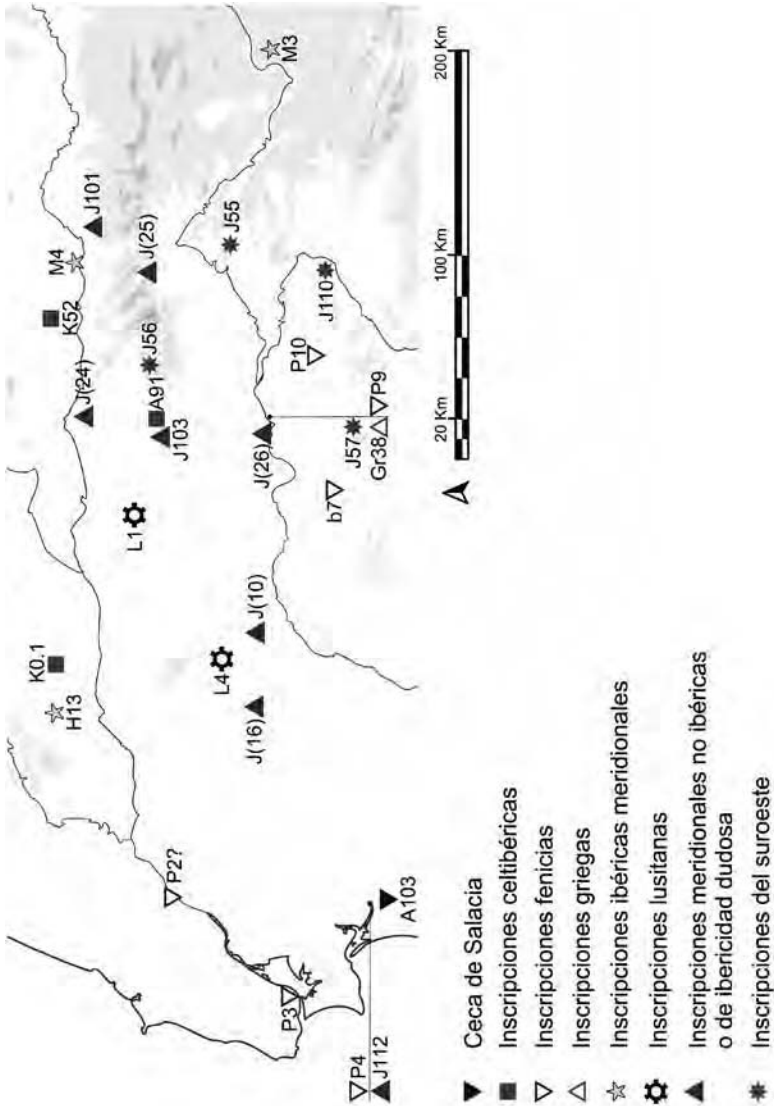 M3
M4
J101
J(25)
J55
K52
J56
J110
P10
J(24)
A91
J103
J(26)
P9
Gr38
J57
b7
L1
J(10)
L4
K0.1
H13
J(16)
P2?
A103
P3
P4
J112
20 Km
100 Km
200 Km
Ceca de Salacia
Inscripciones celtibéricas
Inscripciones fenicias
Inscripciones griegas
Inscripciones ibéricas meridionales
Inscripciones lusitanas
Inscripciones meridionales no ibéricas
o de ibericidad dudosa
Inscripciones del suroeste